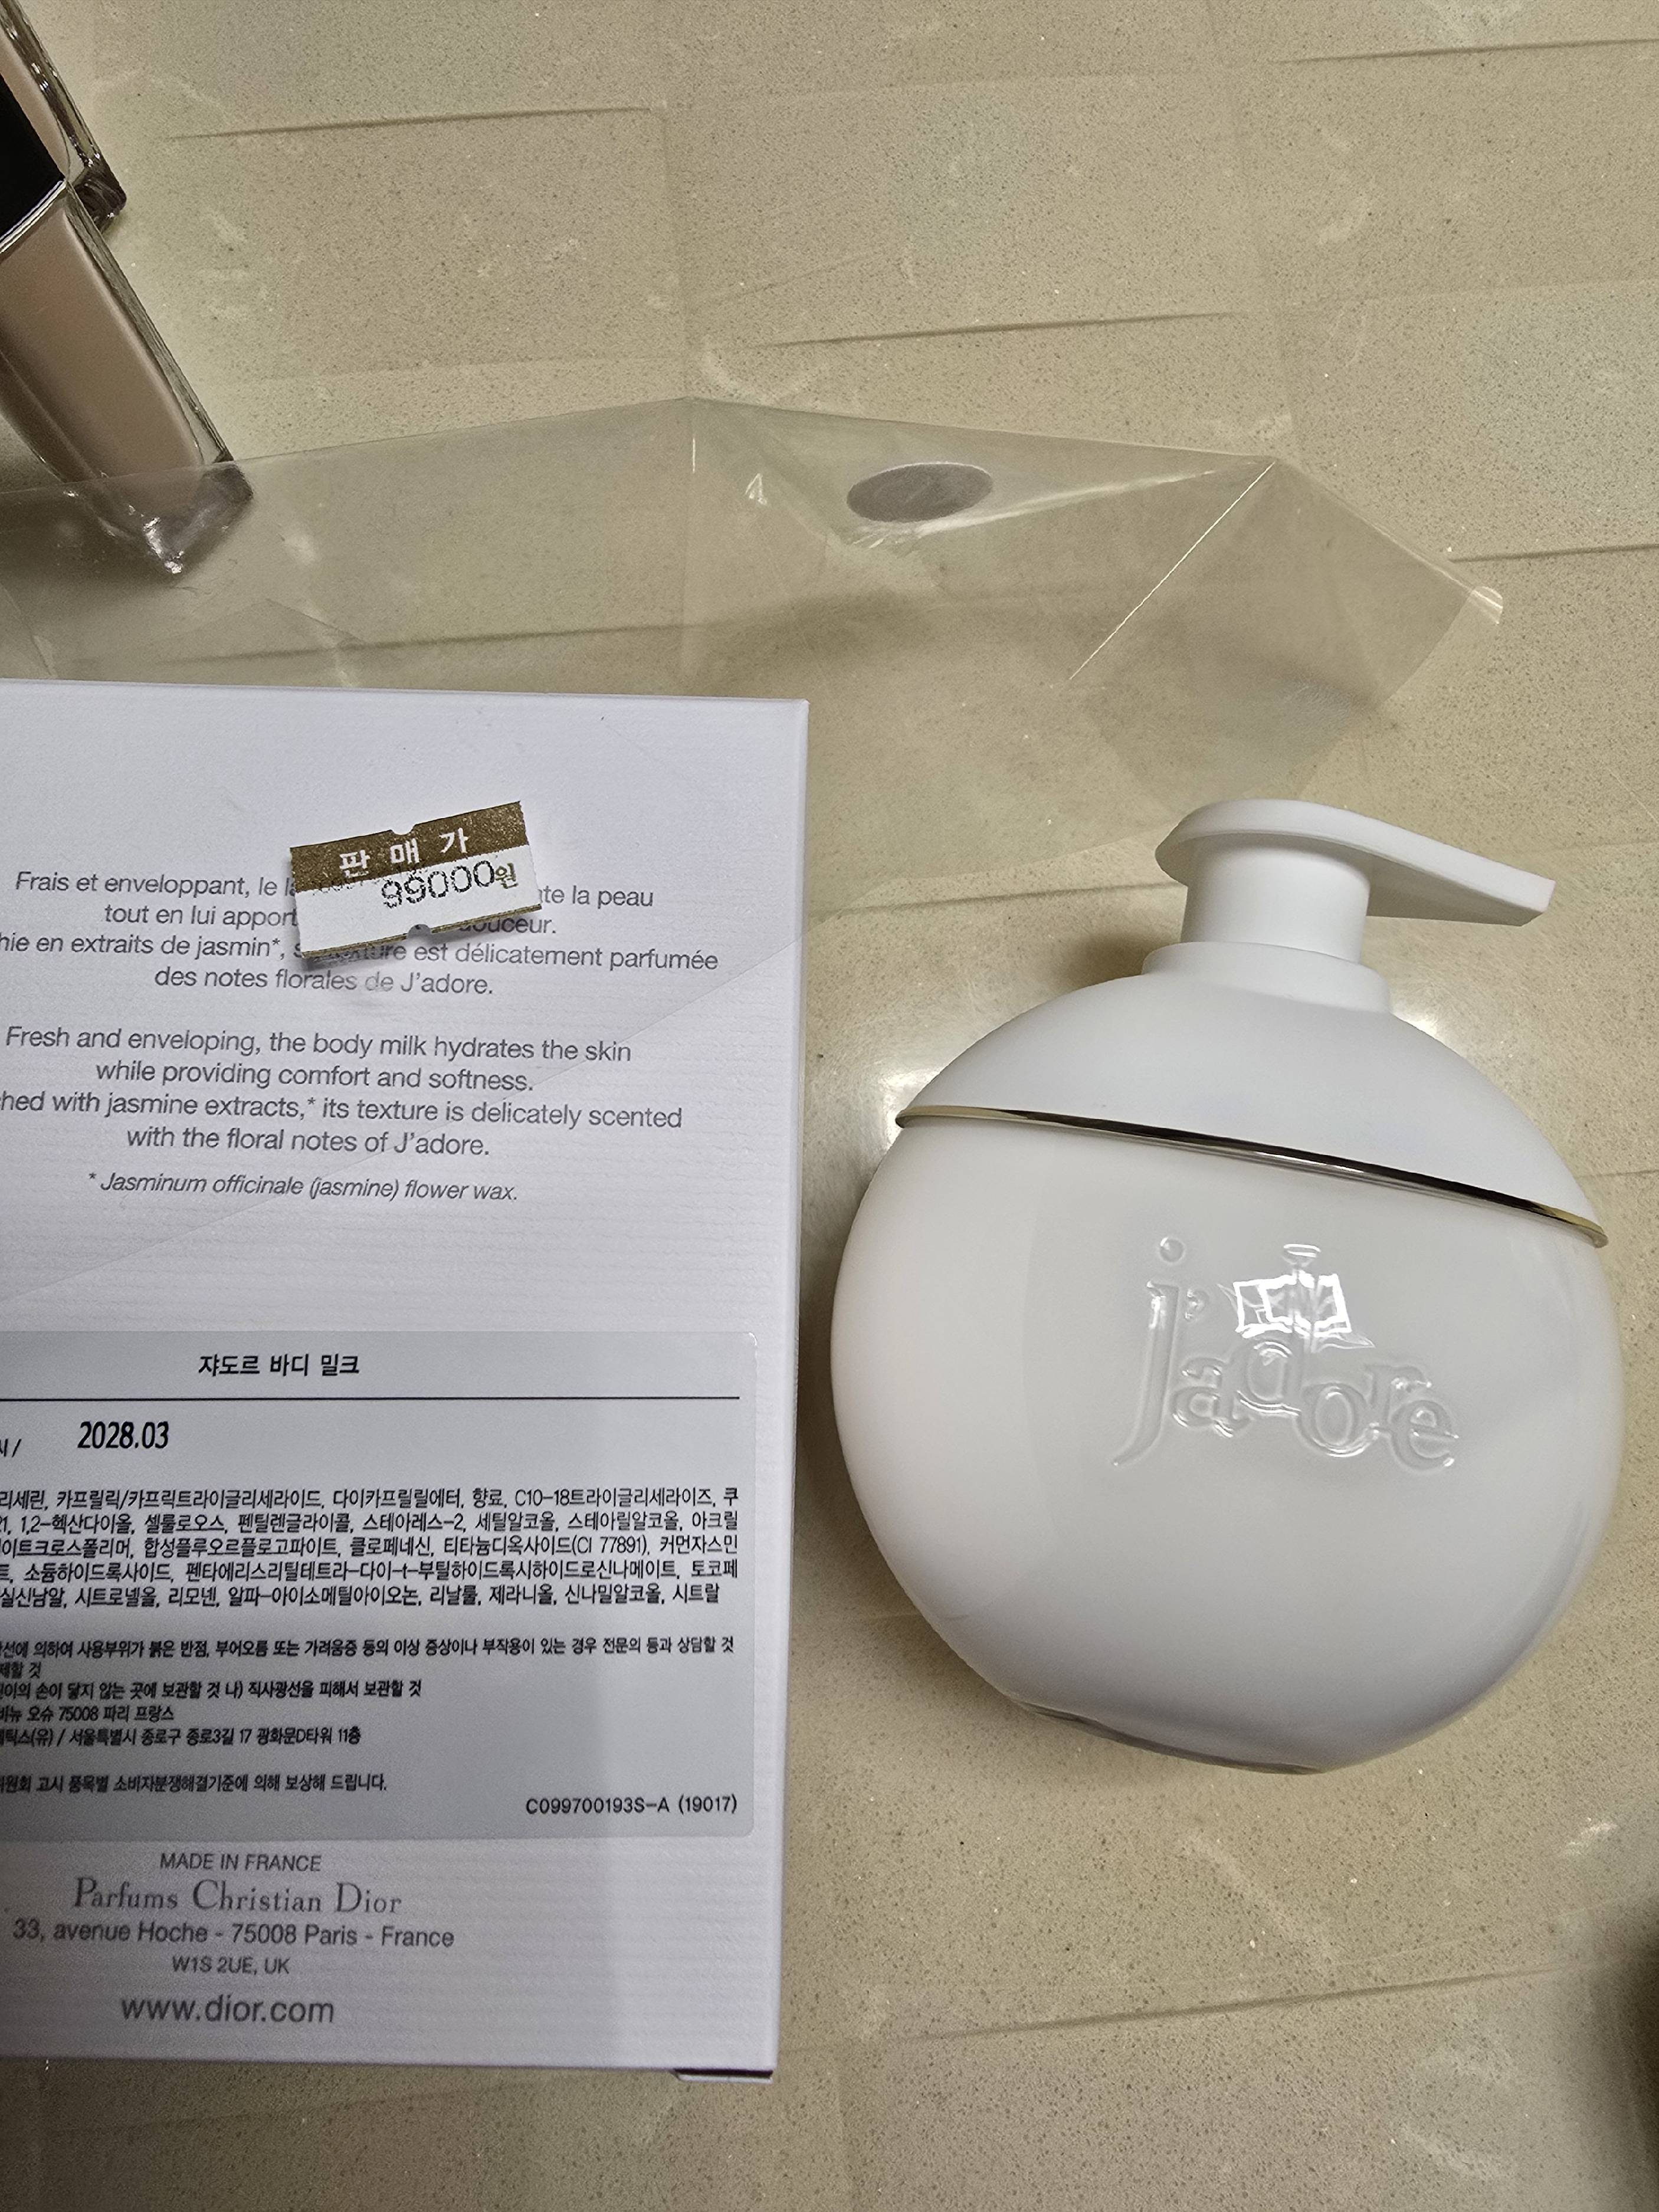 판매가
99000원
Frais et enveloppant, le la te la peau
tout en lui apport douceur.
hie en extraits de jasmin*, texture est délicatement parfumée
des notes florales de J'adore.
Fresh and enveloping, the body milk hydrates the skin
while providing comfort and softness.
hed with jasmine extracts,* its texture is delicately scented
with the floral notes of J'adore.
* Jasminum officinale (jasmine) flower wax.
쟈도르 바디 밀크
시/ 2028.03
리세린, 카프릴릭/카프릭트라이글리세라이드, 다이카프릴릴에터, 향료, C10-18트라이글리세라이즈, 쿠
21, 1,2-헥산다이올, 셀룰로오스, 펜틸렌글라이콜, 스테아레스-2, 세틸알코올, 스테아릴알코올, 아크릴
이트크로스폴리머, 합성플루오르플로고파이트, 클로페네신, 티타늄디옥사이드(CI 77891), 커먼자스민
트, 소듐하이드록사이드, 펜타에리스리틸테트라-다이-t-부틸하이드록시하이드로신나메이트, 토코페
실신남알, 시트로넬올, 리모넨, 알파-아이소메틸아이오논, 리날룰, 제라니올, 신나밀알코올, 시트랄
선에 의하여 사용부위가 붉은 반점, 부어오름 또는 가려움증 등의 이상 증상이나 부작용이 있는 경우 전문의 등과 상담할 것
제할 것
린이의 손이 닿지 않는 곳에 보관할 것 나) 직사광선을 피해서 보관할 것
비뉴 오슈 75008 파리 프랑스
메틱스(유) / 서울특별시 종로구 종로3길 17 광화문D타워 11층
위원회 고시 품목별 소비자분쟁해결기준에 의해 보상해 드립니다.
C099700193S-A (19017)
MADE IN FRANCE
Parfums Christian Dior
33, avenue Hoche - 75008 Paris - France
W1S 2UE, UK
www.dior.com
j'adore